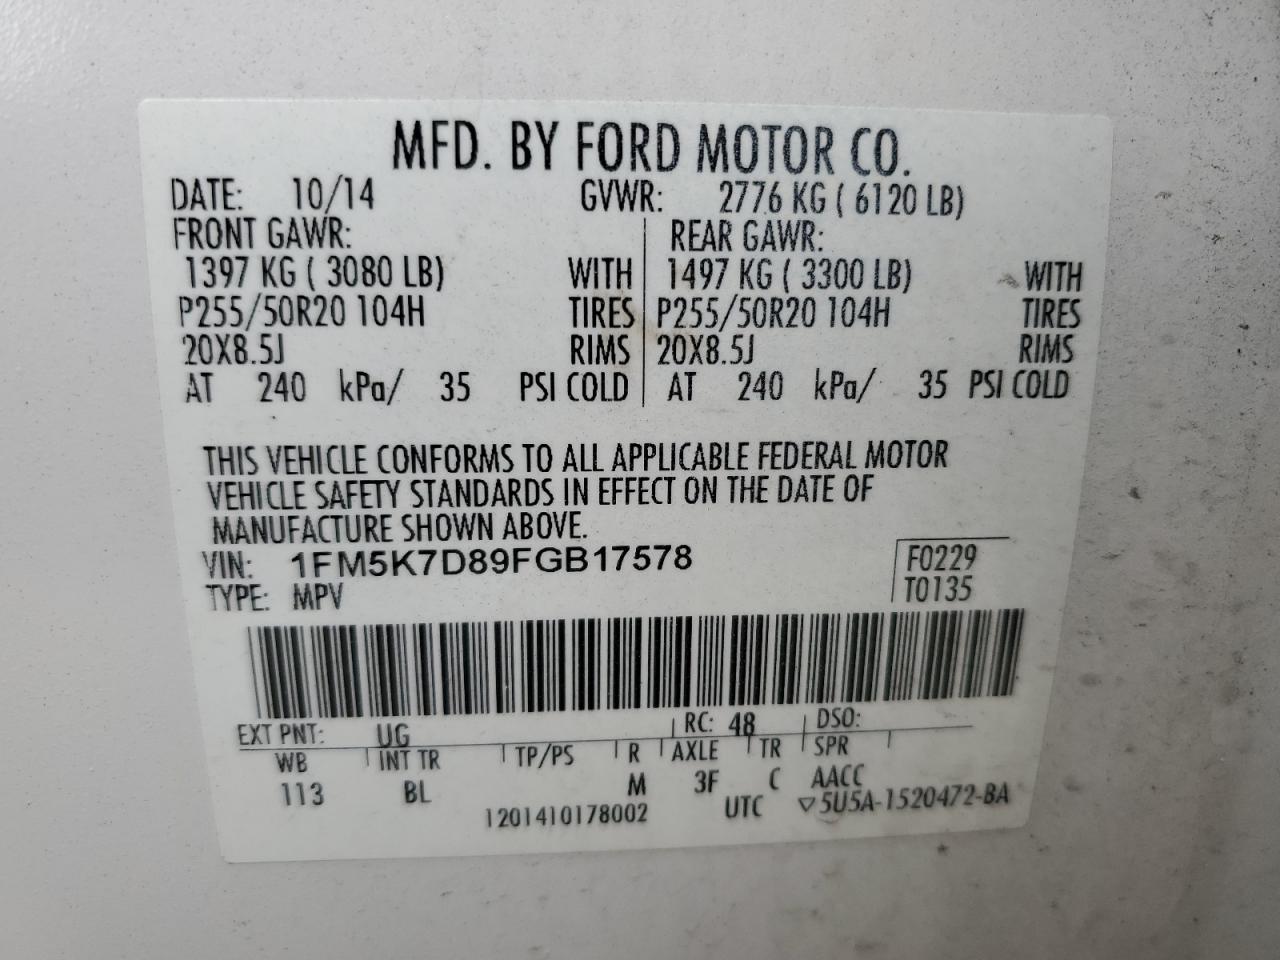 MFD. BY FORD MOTOR CO.
DATE: 10/14 GVWR: 2776 KG ( 6120 LB)
FRONT GAWR: REAR GAWR:
1397 KG ( 3080 LB) WITH 1497 KG ( 3300 LB) WITH
P255/50R20 104H TIRES P255/50R20 104H TIRES
20X8.5J RIMS 20X8.5J RIMS
AT 240 kPa/ 35 PSI COLD AT 240 kPa/ 35 PSI COLD
THIS VEHICLE CONFORMS TO ALL APPLICABLE FEDERAL MOTOR
VEHICLE SAFETY STANDARDS IN EFFECT ON THE DATE OF
MANUFACTURE SHOWN ABOVE.
VIN: 1FM5K7D89FGB17578 F0229
TYPE: MPV T0135
EXT PNT: UG RC: 48 DSO:
WB INT TR TP/PS R AXLE TR SPR
113 BL M 3F C AACC
1201410178002 UTC ▽5U5A-1520472-BA